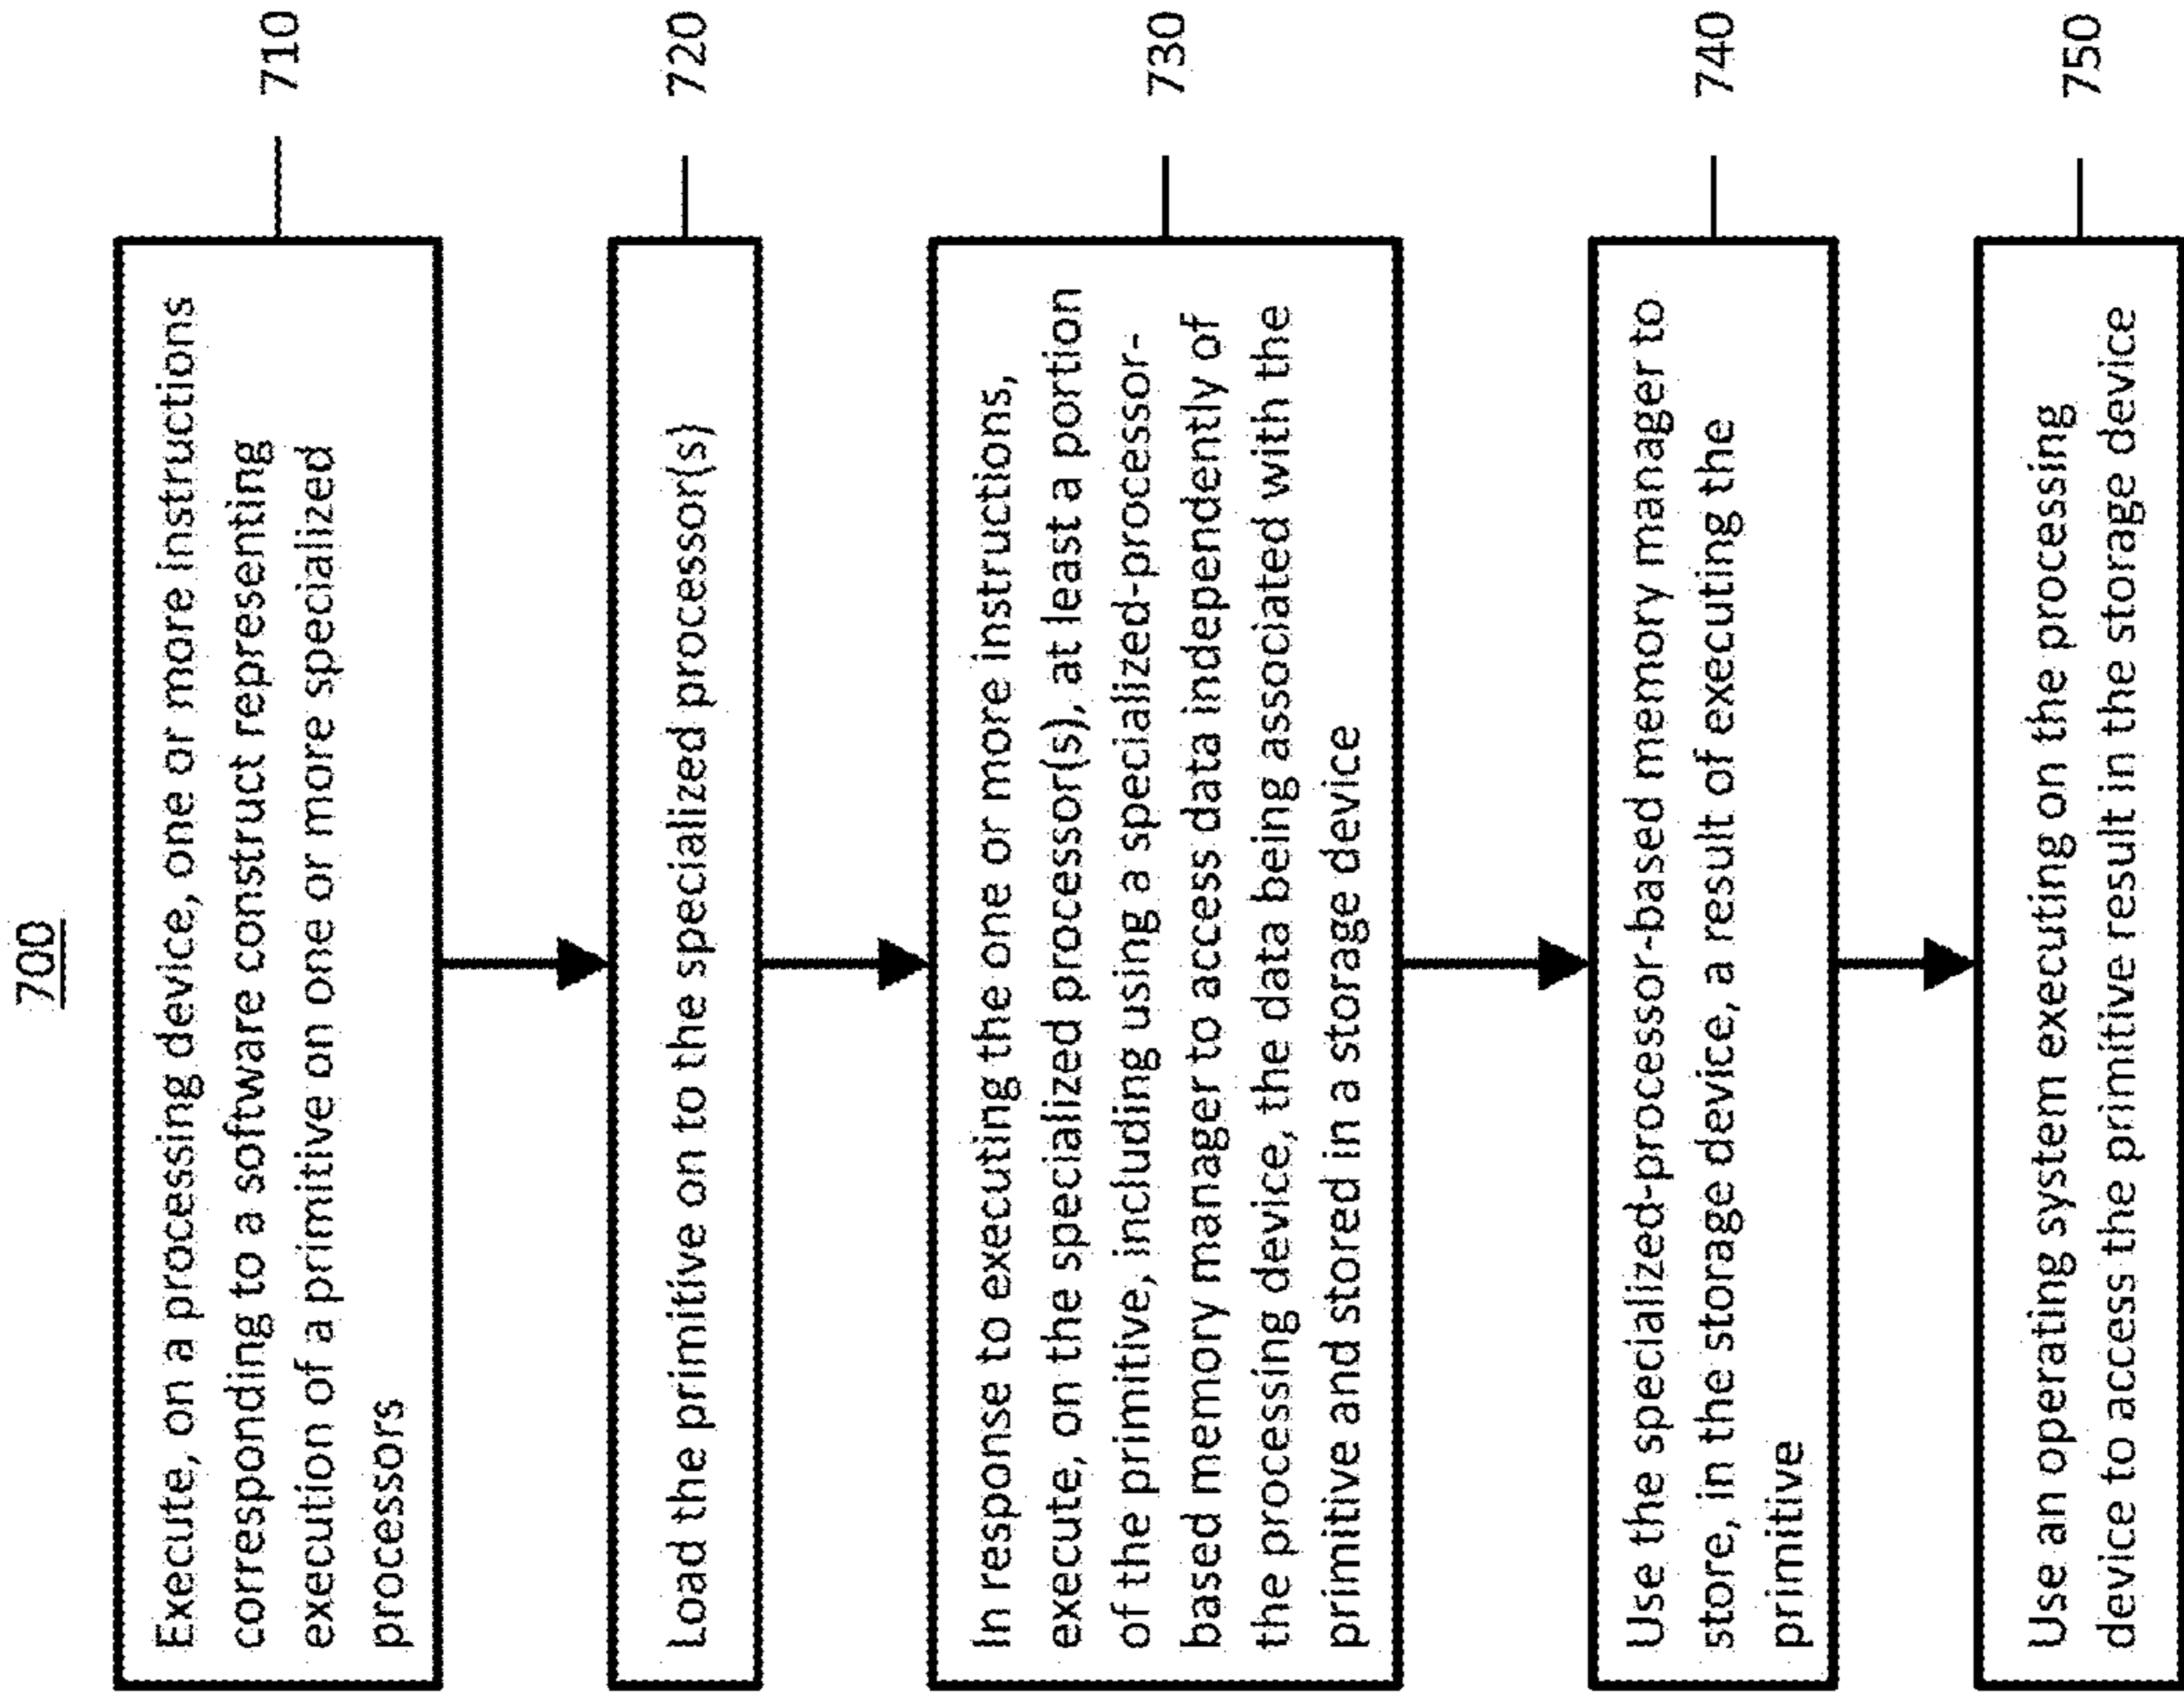 700
Execute, on a processing device, one or more instructions
corresponding to a software construct representing
execution of a primitive on one or more specialized
processors
710
Load the primitive on to the specialized processor(s)
720
In response to executing the one or more instructions,
execute, on the specialized processor(s), at least a portion
of the primitive, including using a specialized-processor-
based memory manager to access data independently of
the processing device, the data being associated with the
primitive and stored in a storage device
730
Use the specialized-processor-based memory manager to
store, in the storage device, a result of executing the
primitive
740
Use an operating system executing on the processing
device to access the primitive result in the storage device
750